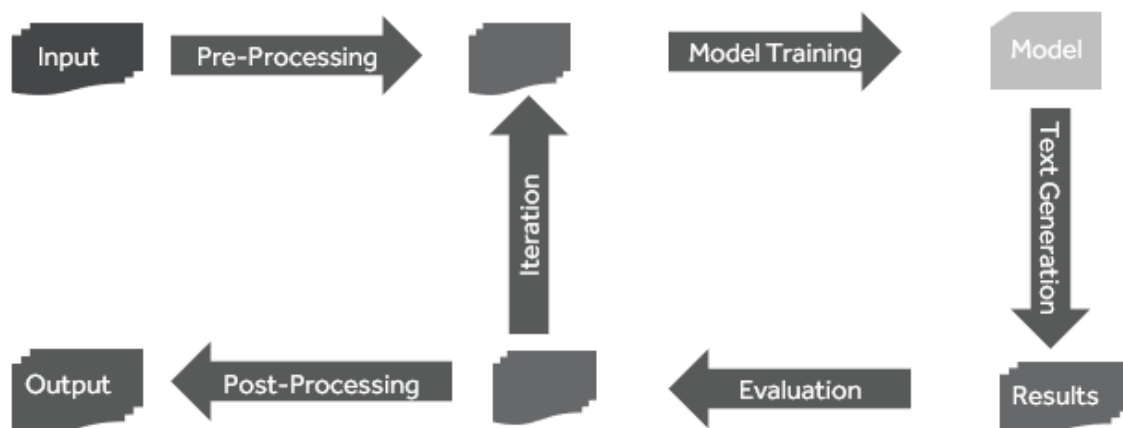 Input
Pre-Processing
Model Training
Model
Text Generation
Iteration
Output
Post-Processing
Evaluation
Results